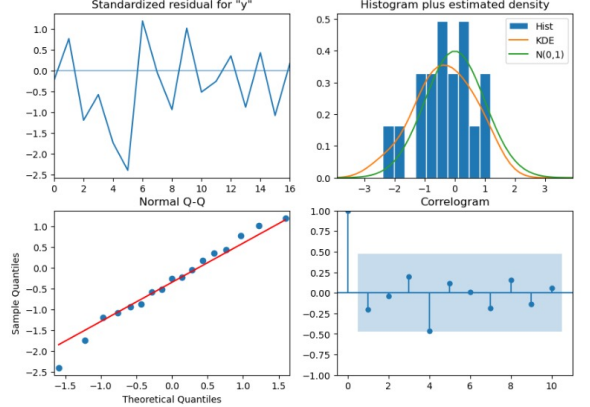 Standardized residual for "y"
1.0
0.5
0.0
−0.5
−1.0
−1.5
−2.0
−2.5
0 2 4 6 8 10 12 14 16
Histogram plus estimated density
0.5
0.4
0.3
0.2
0.1
0.0
−3 −2 −1 0 1 2 3
Hist
KDE
N(0,1)
Normal Q-Q
Sample Quantiles
1.0
0.5
0.0
−0.5
−1.0
−1.5
−2.0
−2.5
−1.5 −1.0 −0.5 0.0 0.5 1.0 1.5
Theoretical Quantiles
Correlogram
1.00
0.75
0.50
0.25
0.00
−0.25
−0.50
−0.75
−1.00
0 2 4 6 8 10